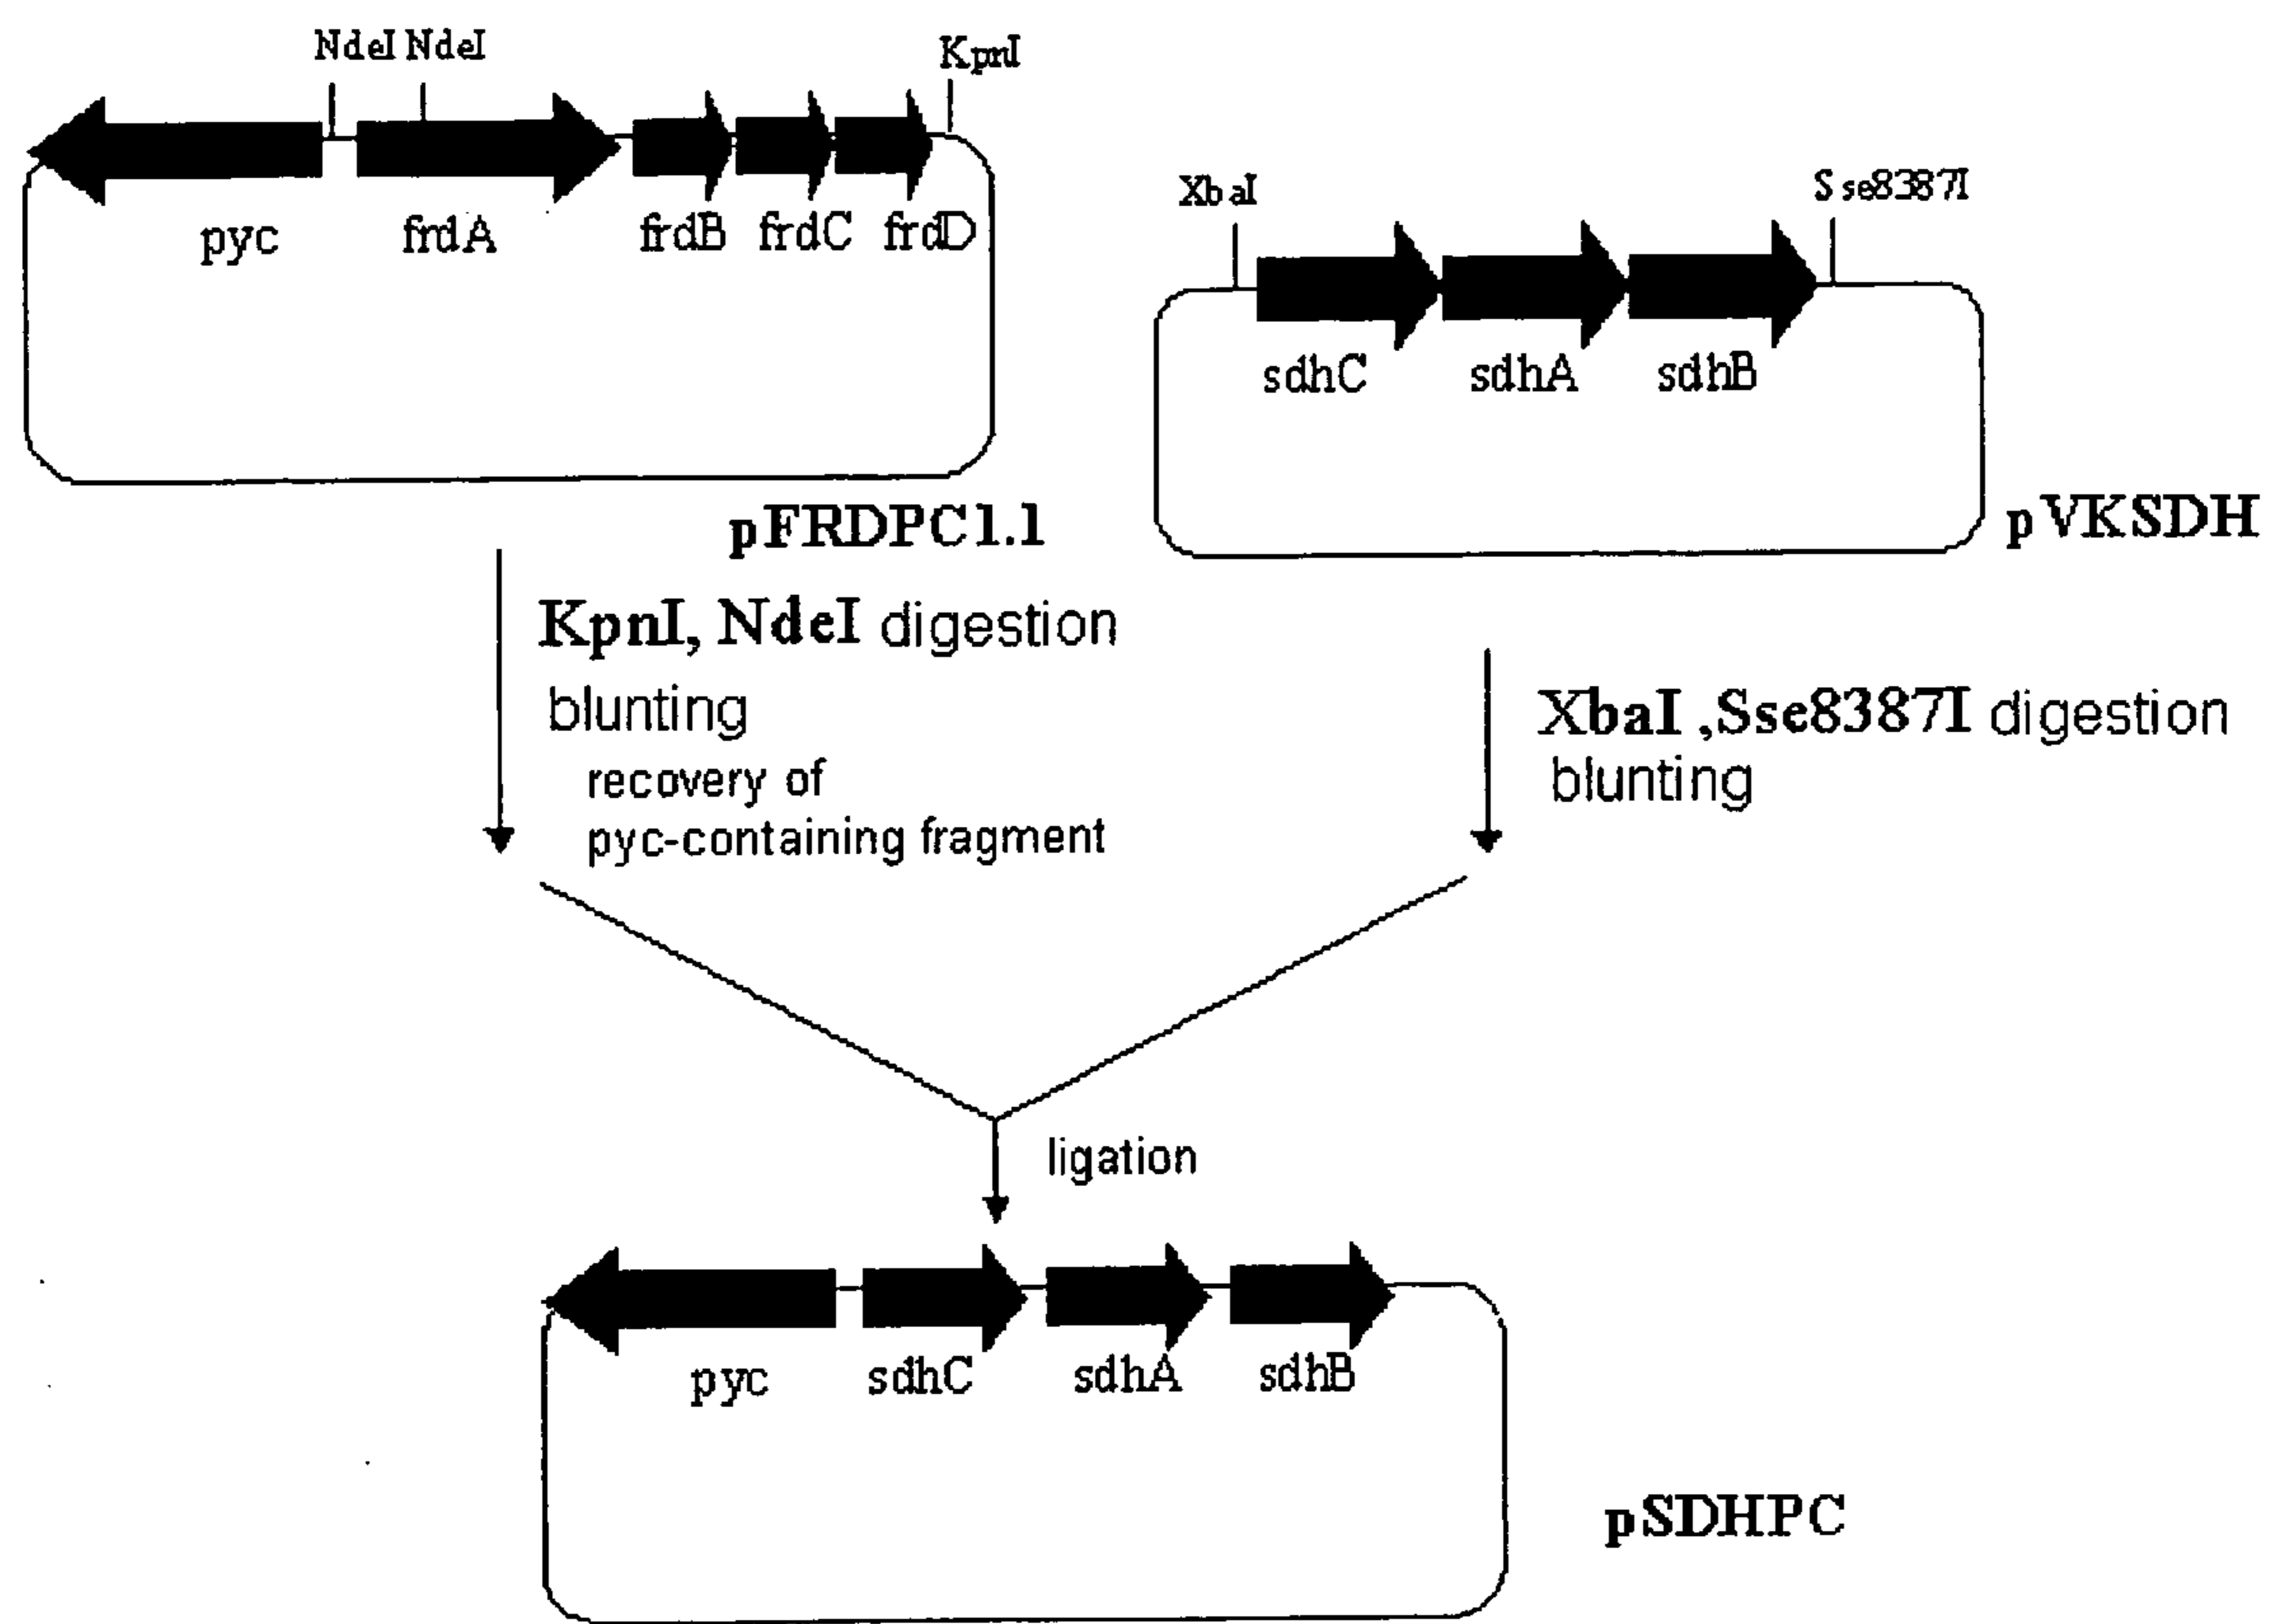 NdeI NdeI
KpnI
pyc frdA frdB frdC frdD
pFRDPC1.1
XbaI
Sse8387I
sdhC sdhA sdhB
pVKSDH
KpnI, NdeI digestion
blunting
recovery of
pyc-containing fragment
XbaI ,Sse8387I digestion
blunting
ligation
pyc sdhC sdhA sdhB
pSDHPC